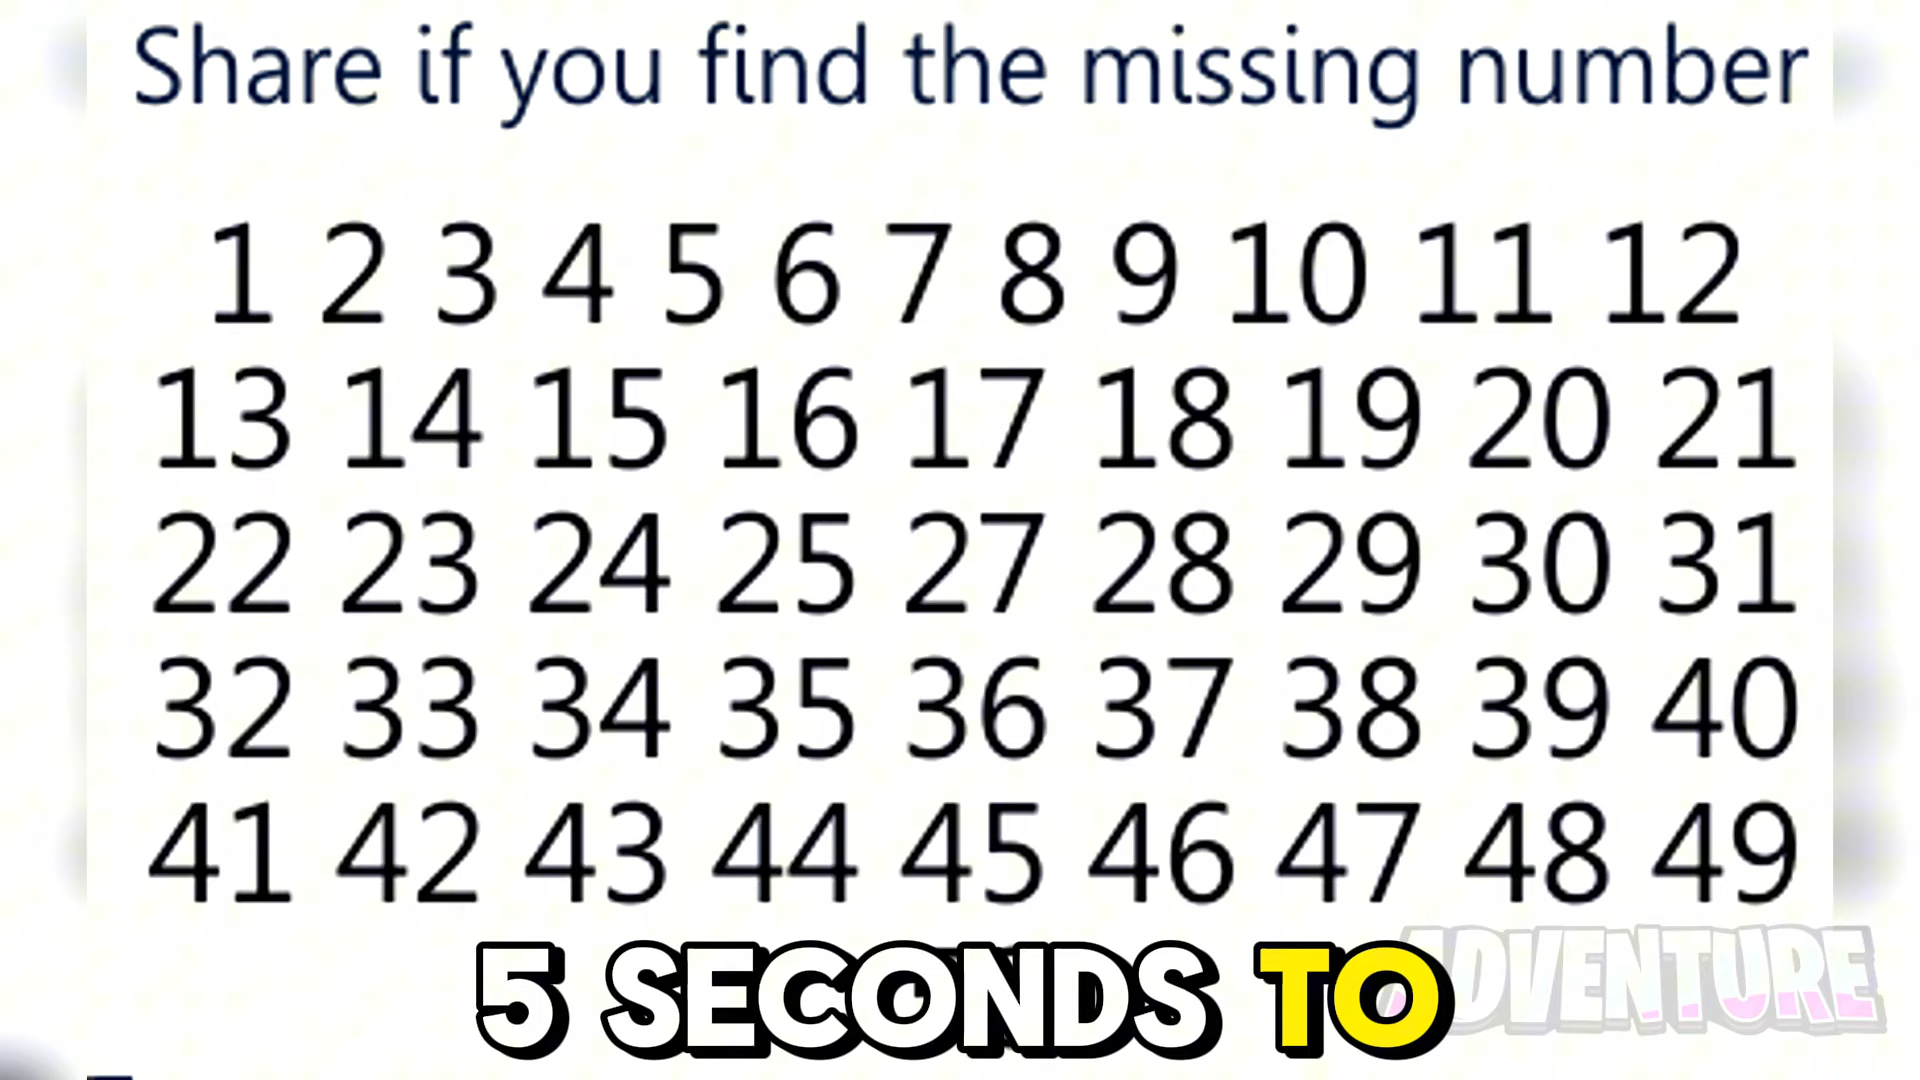 Share if you find the missing number
1 2 3 4 5 6 7 8 9 10 11 12
13 14 15 16 17 18 19 20 21
22 23 24 25 27 28 29 30 31
32 33 34 35 36 37 38 39 40
41 42 43 44 45 46 47 48 49
5 SECONDS TO
ADVENTURE